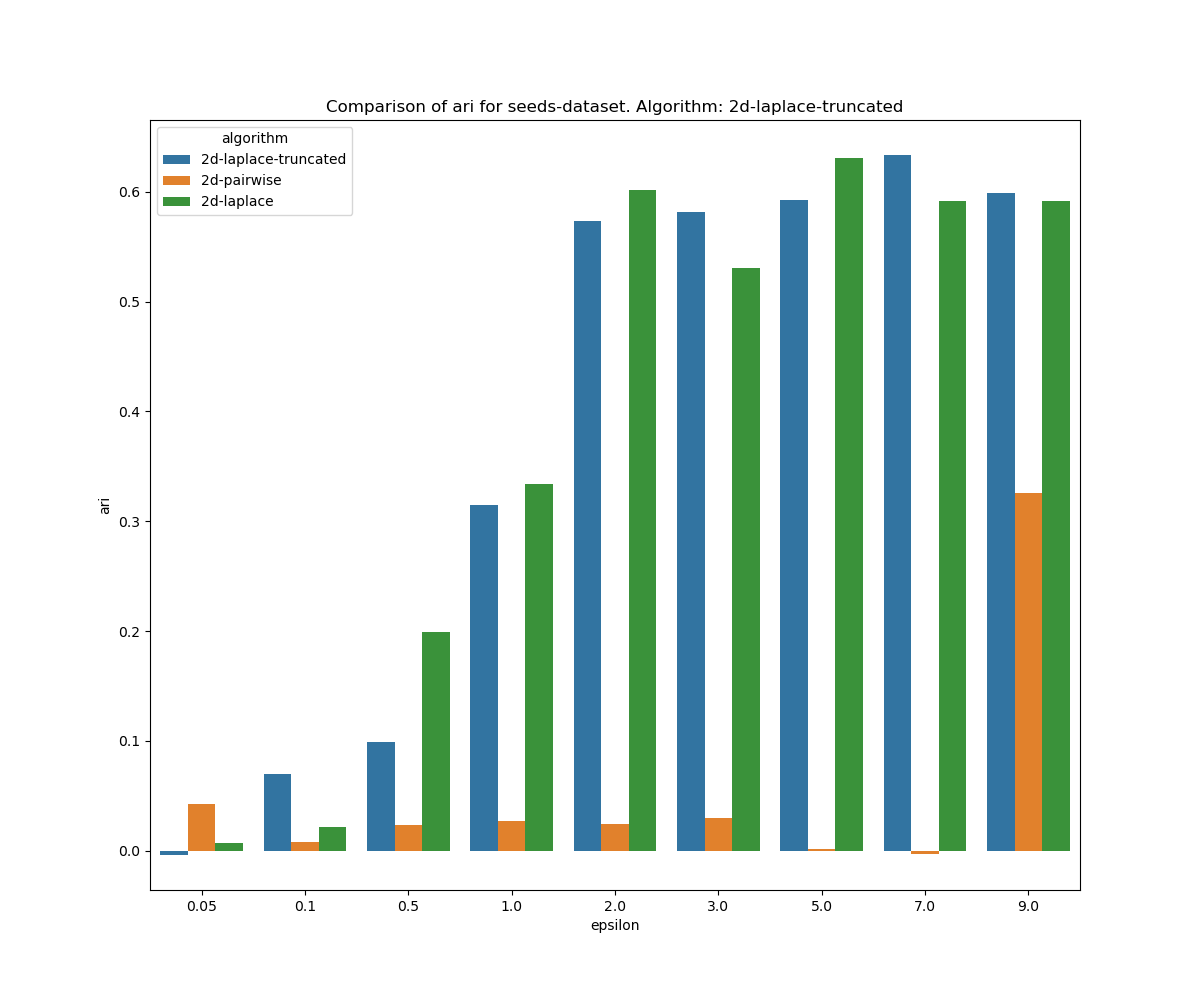 Comparison of ari for seeds-dataset. Algorithm: 2d-laplace-truncated
algorithm
2d-laplace-truncated
2d-pairwise
2d-laplace
0.6
0.5
0.4
ari
0.3
0.2
0.1
0.0
0.05 0.1 0.5 1.0 2.0 3.0 5.0 7.0 9.0
epsilon